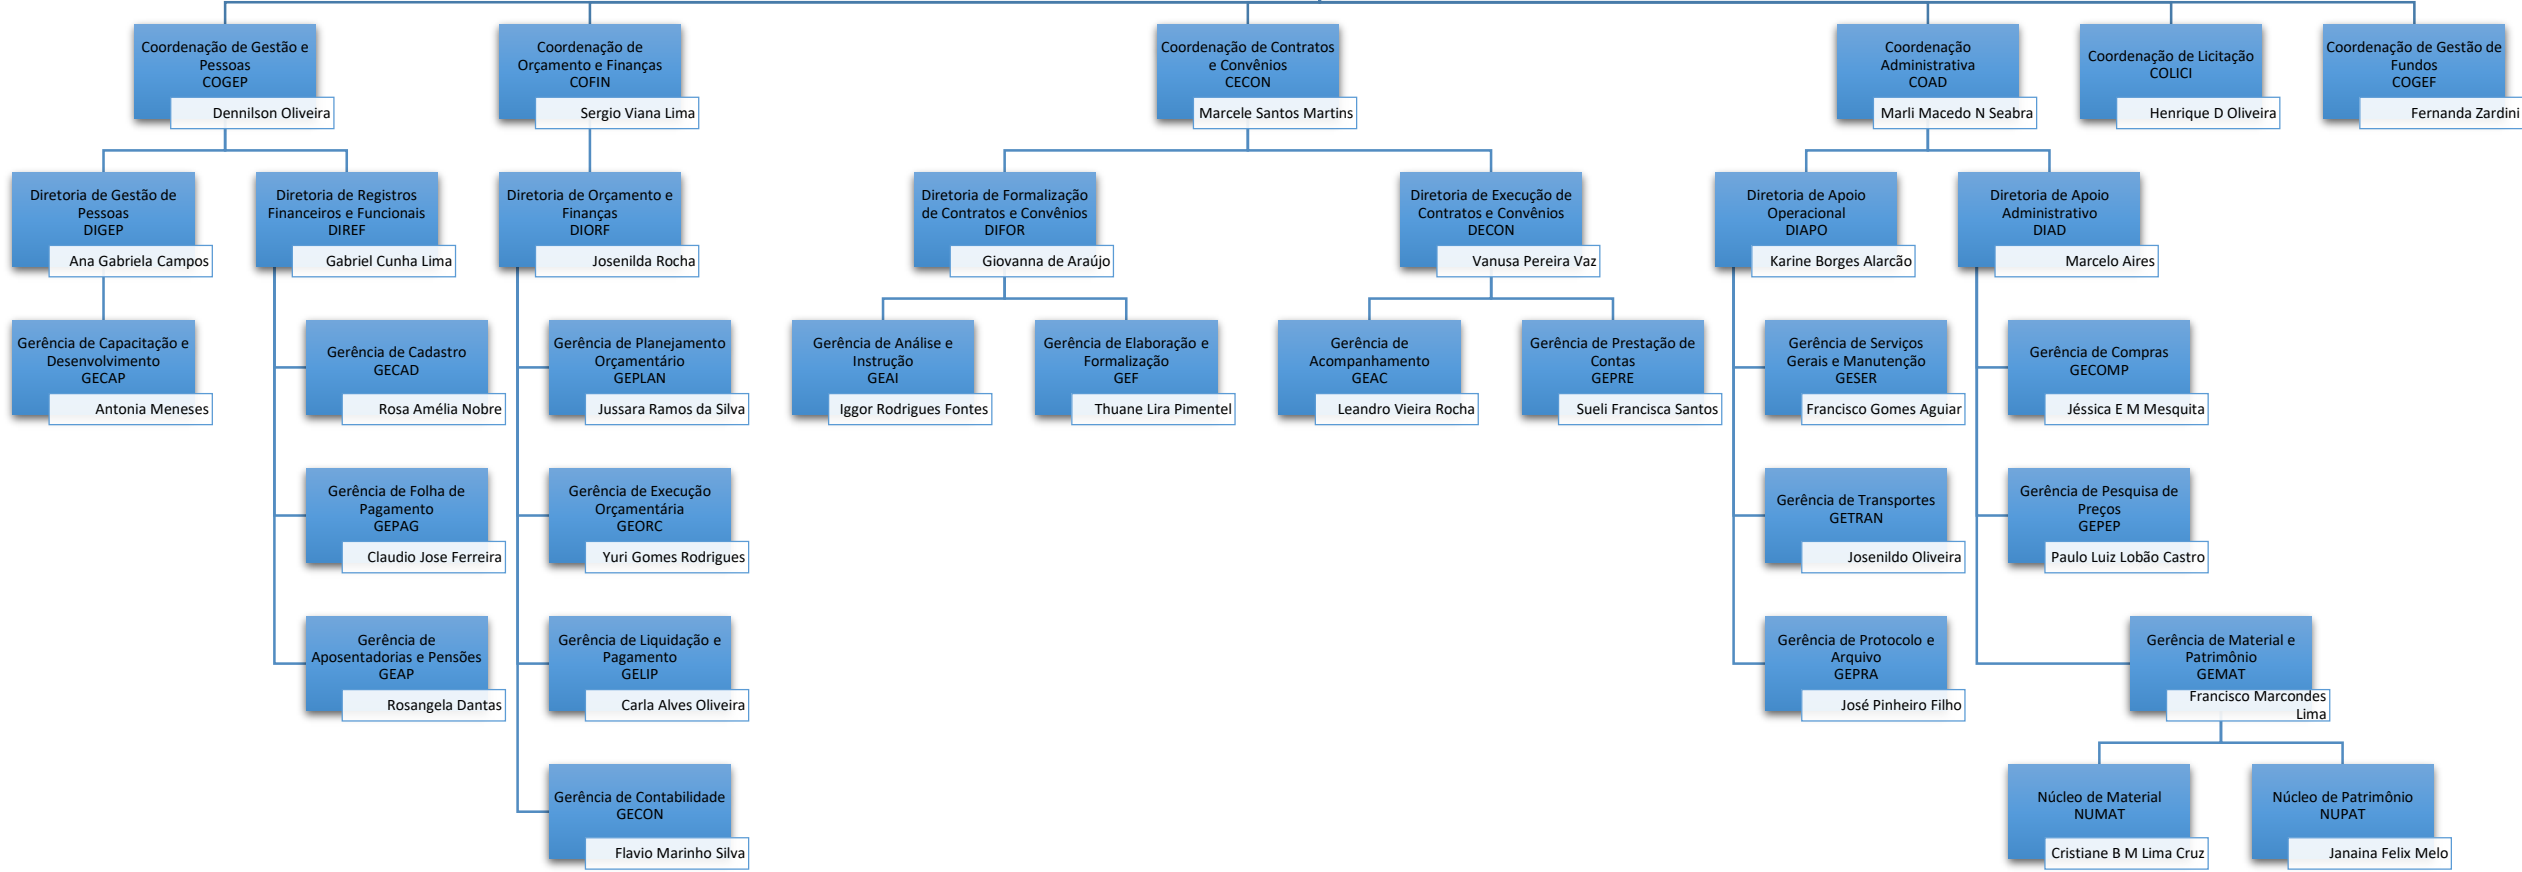 Coordenação de Gestão e
Pessoas
COGEP
Dennilson Oliveira
Coordenação de
Orçamento e Finanças
COFIN
Sergio Viana Lima
Coordenação de Contratos
e Convênios
CECON
Marcele Santos Martins
Coordenação
Administrativa
COAD
Marli Macedo N Seabra
Coordenação de Licitação
COLICI
Henrique D Oliveira
Coordenação de Gestão de
Fundos
COGEF
Fernanda Zardini
Diretoria de Gestão de
Pessoas
DIGEP
Ana Gabriela Campos
Diretoria de Registros
Financeiros e Funcionais
DIREF
Gabriel Cunha Lima
Diretoria de Orçamento e
Finanças
DIORF
Josenilda Rocha
Diretoria de Formalização
de Contratos e Convênios
DIFOR
Giovanna de Araújo
Diretoria de Execução de
Contratos e Convênios
DECON
Vanusa Pereira Vaz
Diretoria de Apoio
Operacional
DIAPO
Karine Borges Alarcão
Diretoria de Apoio
Administrativo
DIAD
Marcelo Aires
Gerência de Capacitação e
Desenvolvimento
GECAP
Antonia Meneses
Gerência de Cadastro
GECAD
Rosa Amélia Nobre
Gerência de Planejamento
Orçamentário
GEPLAN
Jussara Ramos da Silva
Gerência de Análise e
Instrução
GEAI
Iggor Rodrigues Fontes
Gerência de Elaboração e
Formalização
GEF
Thuane Lira Pimentel
Gerência de
Acompanhamento
GEAC
Leandro Vieira Rocha
Gerência de Prestação de
Contas
GEPRE
Sueli Francisca Santos
Gerência de Serviços
Gerais e Manutenção
GESER
Francisco Gomes Aguiar
Gerência de Compras
GECOMP
Jéssica E M Mesquita
Gerência de Folha de
Pagamento
GEPAG
Claudio Jose Ferreira
Gerência de Execução
Orçamentária
GEORC
Yuri Gomes Rodrigues
Gerência de Transportes
GETRAN
Josenildo Oliveira
Gerência de Pesquisa de
Preços
GEPEP
Paulo Luiz Lobão Castro
Gerência de
Aposentadorias e Pensões
GEAP
Rosangela Dantas
Gerência de Liquidação e
Pagamento
GELIP
Carla Alves Oliveira
Gerência de Protocolo e
Arquivo
GEPRA
José Pinheiro Filho
Gerência de Material e
Patrimônio
GEMAT
Francisco Marcondes
Lima
Gerência de Contabilidade
GECON
Flavio Marinho Silva
Núcleo de Material
NUMAT
Cristiane B M Lima Cruz
Núcleo de Patrimônio
NUPAT
Janaina Felix Melo